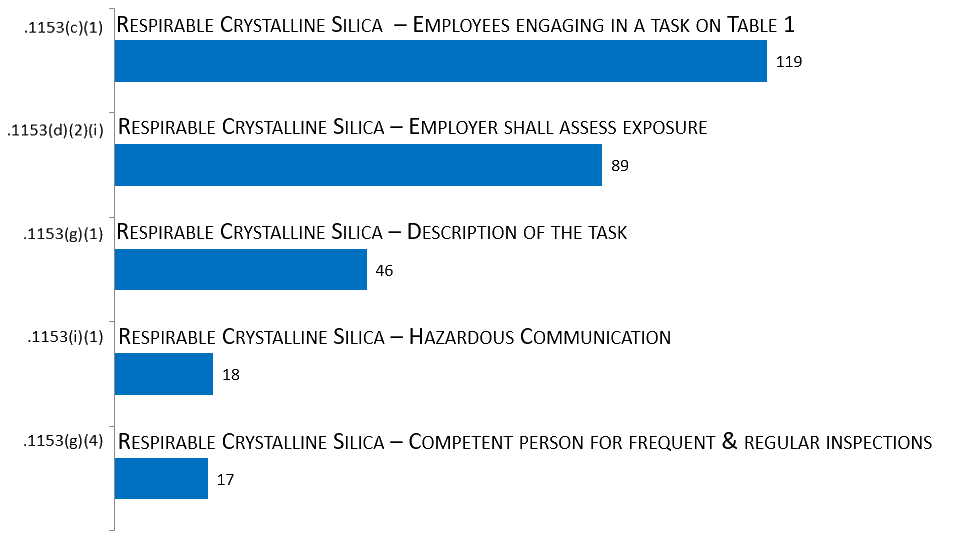 .1153(c)(1) Respirable Crystalline Silica – Employees engaging in a task on Table 1
119
.1153(d)(2)(i) Respirable Crystalline Silica – Employer shall assess exposure
89
.1153(g)(1) Respirable Crystalline Silica – Description of the task
46
.1153(i)(1) Respirable Crystalline Silica – Hazardous Communication
18
.1153(g)(4) Respirable Crystalline Silica – Competent person for frequent & regular inspections
17